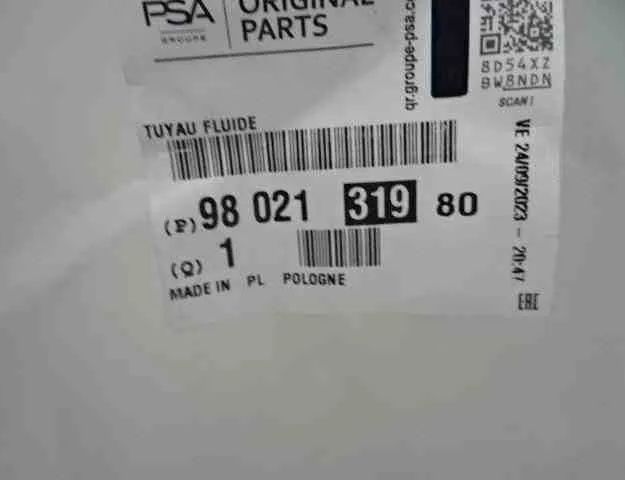 PSA
GROUPE
ORIGINAL
PARTS
8D54XZ
BW8NDN
SCAN!
TUYAU FLUIDE
(P) 98 021 319 80
(Q) 1
MADE IN PL POLOGNE
VE 24/09/2023 - 20:47